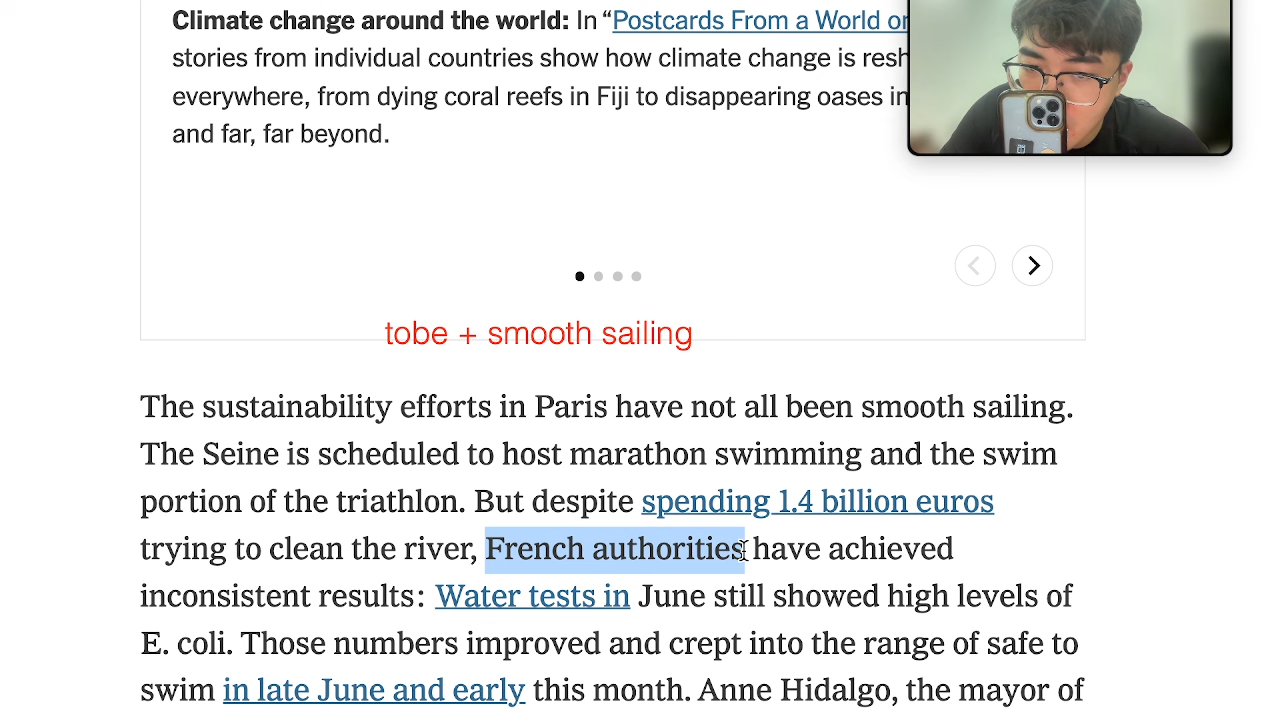 Climate change around the world: In “Postcards From a World or
stories from individual countries show how climate change is resh
everywhere, from dying coral reefs in Fiji to disappearing oases in
and far, far beyond.
tobe + smooth sailing
The sustainability efforts in Paris have not all been smooth sailing.
The Seine is scheduled to host marathon swimming and the swim
portion of the triathlon. But despite spending 1.4 billion euros
trying to clean the river, French authorities have achieved
inconsistent results: Water tests in June still showed high levels of
E. coli. Those numbers improved and crept into the range of safe to
swim in late June and early this month. Anne Hidalgo, the mayor of